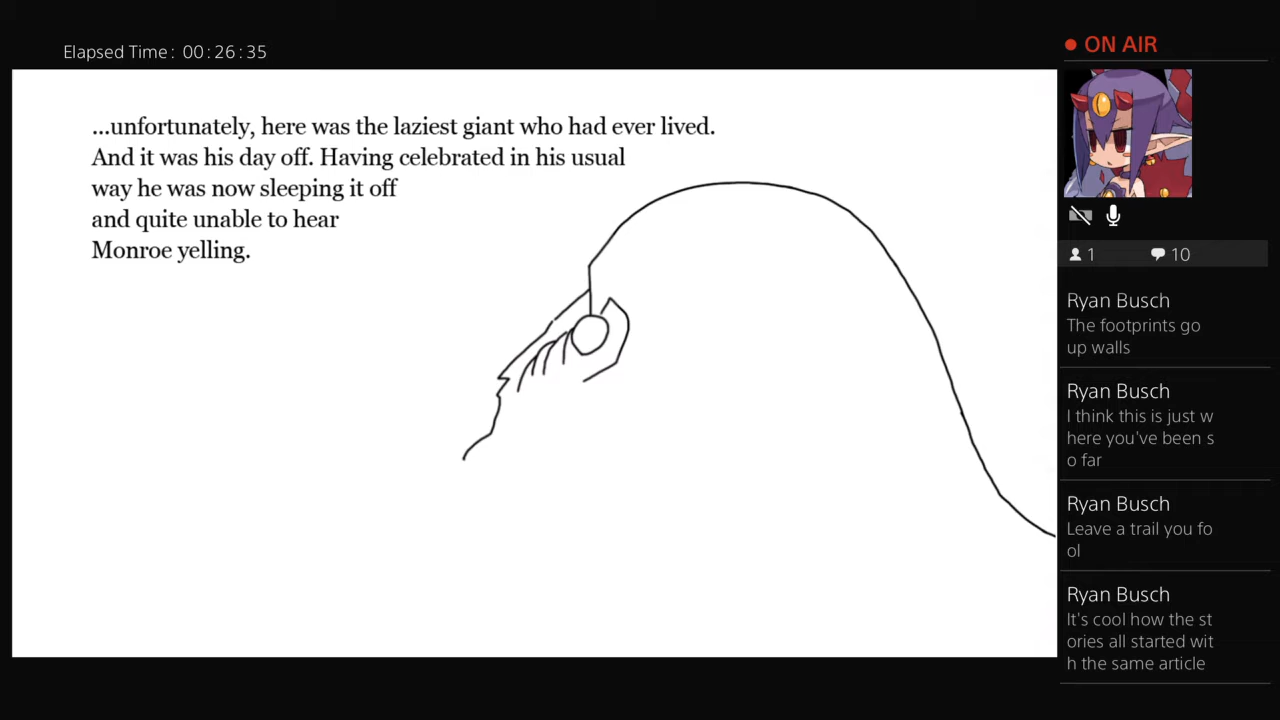 Elapsed Time: 00:26:35
ON AIR
...unfortunately, here was the laziest giant who had ever lived.
And it was his day off. Having celebrated in his usual
way he was now sleeping it off
and quite unable to hear
Monroe yelling.
1
10
Ryan Busch
The footprints go
up walls
Ryan Busch
I think this is just w
here you've been s
o far
Ryan Busch
Leave a trail you fo
ol
Ryan Busch
It's cool how the st
ories all started wit
h the same article